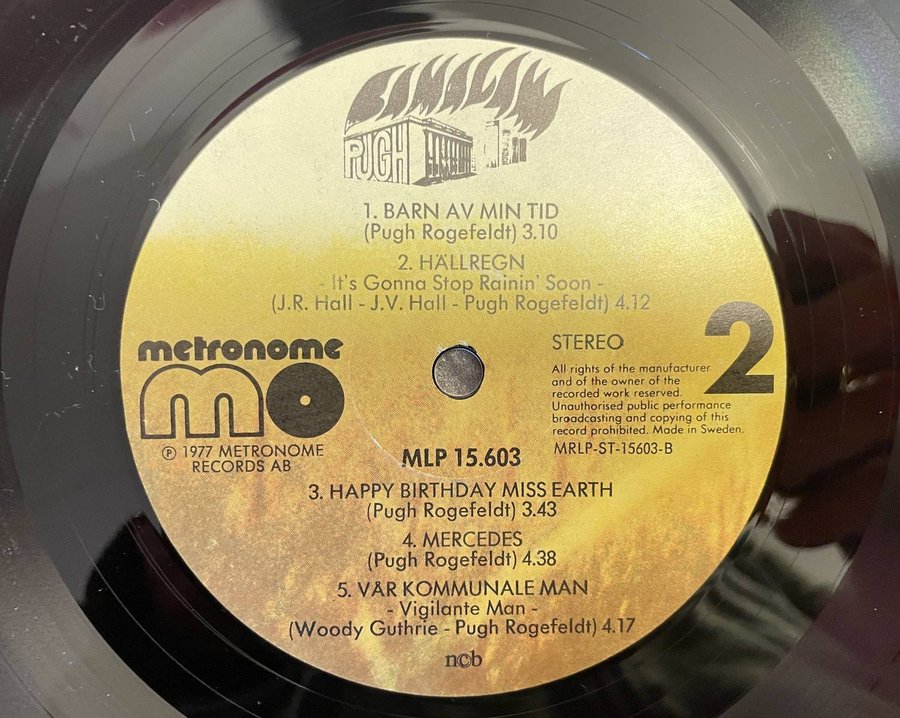 BAMALAMA
PUGH
1. BARN AV MIN TID
(Pugh Rogefeldt) 3.10
2. HÄLLREGN
- It's Gonna Stop Rainin' Soon -
(J.R. Hall - J.V. Hall - Pugh Rogefeldt) 4.12
metronome
mo
℗ 1977 METRONOME
RECORDS AB
STEREO
2
All rights of the manufacturer
and of the owner of the
recorded work reserved.
Unauthorised public performance
broadcasting and copying of this
record prohibited. Made in Sweden.
MRLP-ST-15603-B
MLP 15.603
3. HAPPY BIRTHDAY MISS EARTH
(Pugh Rogefeldt) 3.43
4. MERCEDES
(Pugh Rogefeldt) 4.38
5. VÅR KOMMUNALE MAN
- Vigilante Man -
(Woody Guthrie - Pugh Rogefeldt) 4.17
n©b